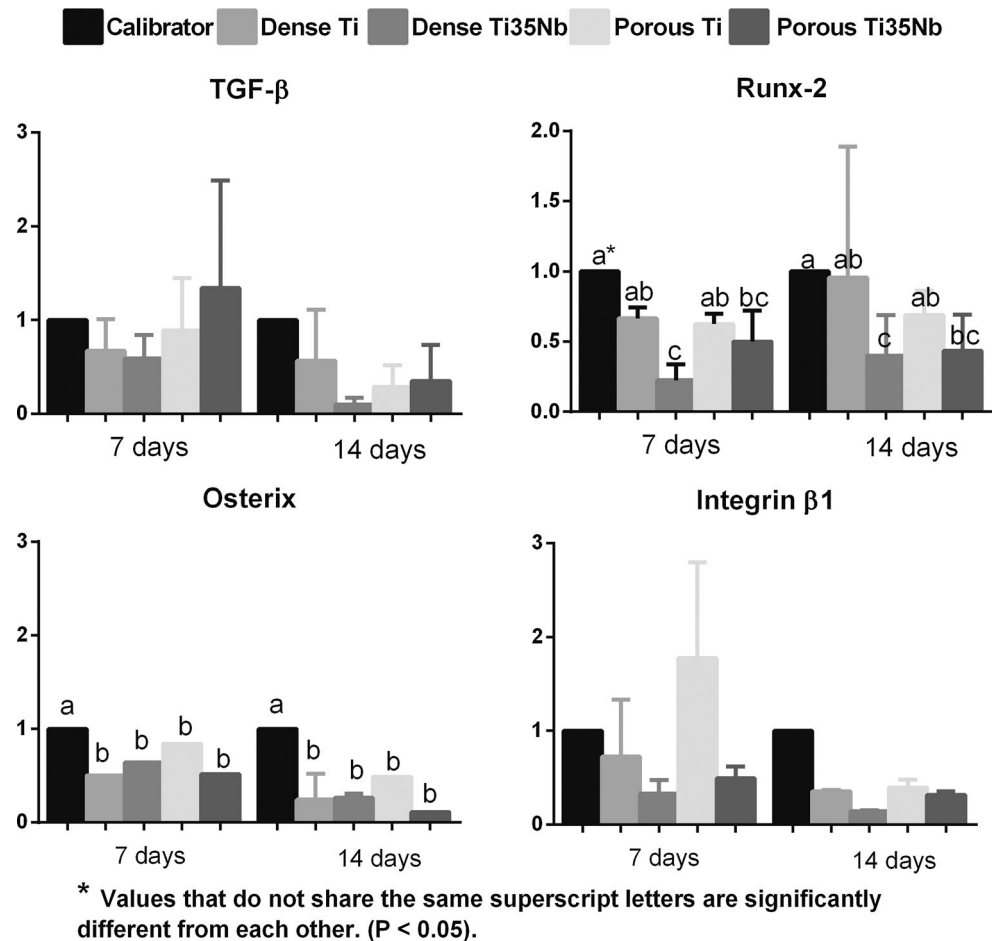 Calibrator Dense Ti Dense Ti35Nb Porous Ti Porous Ti35Nb
TGF-β
3
2
1
0
7 days 14 days
Runx-2
2.0
1.5
1.0
0.5
0.0
a* ab c ab bc a ab c ab bc
7 days 14 days
Osterix
3
2
1
0
a b b b b a b b b b
7 days 14 days
Integrin β1
3
2
1
0
7 days 14 days
* Values that do not share the same superscript letters are significantly
different from each other. (P < 0.05).